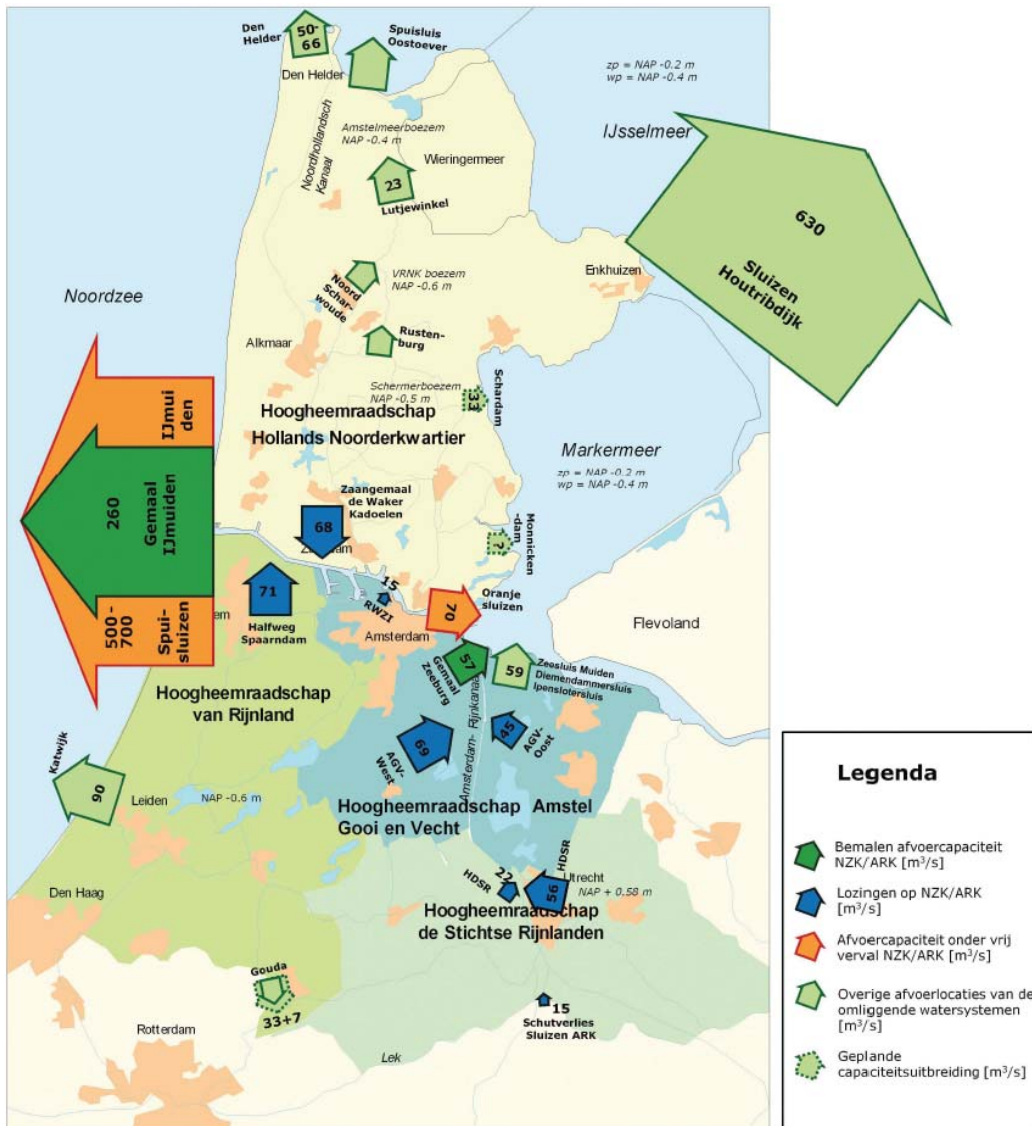 Den
Helder
50-
66
Spuisluis
Oostoever
Den Helder
zp = NAP -0.2 m
wp = NAP -0.4 m
IJsselmeer
Noordhollandsch
Kanaal
Amstelmeerboezem
NAP -0.4 m
Wieringermeer
23
Lutjewinkel
630
Sluizen
Houtribdijk
Noordzee
Noord
Schar-
woude
VRNK boezem
NAP -0.6 m
Enkhuizen
Alkmaar
Rusten-
burg
Schermerboezem
NAP -0.5 m
33
Schardam
Hoogheemraadschap
Hollands Noorderkwartier
Markermeer
zp = NAP -0.2 m
wp = NAP -0.4 m
IJmui
den
260
Gemaal
IJmuiden
500-
700
Spui-
sluizen
Zaangemaal
de Waker
Kadoelen
68
Monnicken
-dam
?
71
Halfweg
Spaarndam
15
RWZI
Amsterdam
70
Oranje
sluizen
Flevoland
57
Gemaal
Zeeburg
59
Zeesluis Muiden
Diemendammersluis
Ipenslotersluis
Hoogheemraadschap
van Rijnland
69
AGV-
West
Amsterdam- Rijnkanaal
45
AGV-
Oost
Katwijk
90
Leiden
NAP -0.6 m
Hoogheemraadschap Amstel
Gooi en Vecht
Den Haag
HDSR
22
56
HDSR
Utrecht
NAP + 0.58 m
Hoogheemraadschap
de Stichtse Rijnlanden
Gouda
33+7
15
Schutverlies
Sluizen ARK
Rotterdam
Lek
Legenda
Bemalen afvoercapaciteit
NZK/ARK [m³/s]
Lozingen op NZK/ARK
[m³/s]
Afvoercapaciteit onder vrij
verval NZK/ARK [m³/s]
Overige afvoerlocaties van de
omliggende watersystemen
[m³/s]
Geplande
capaciteitsuitbreiding [m³/s]